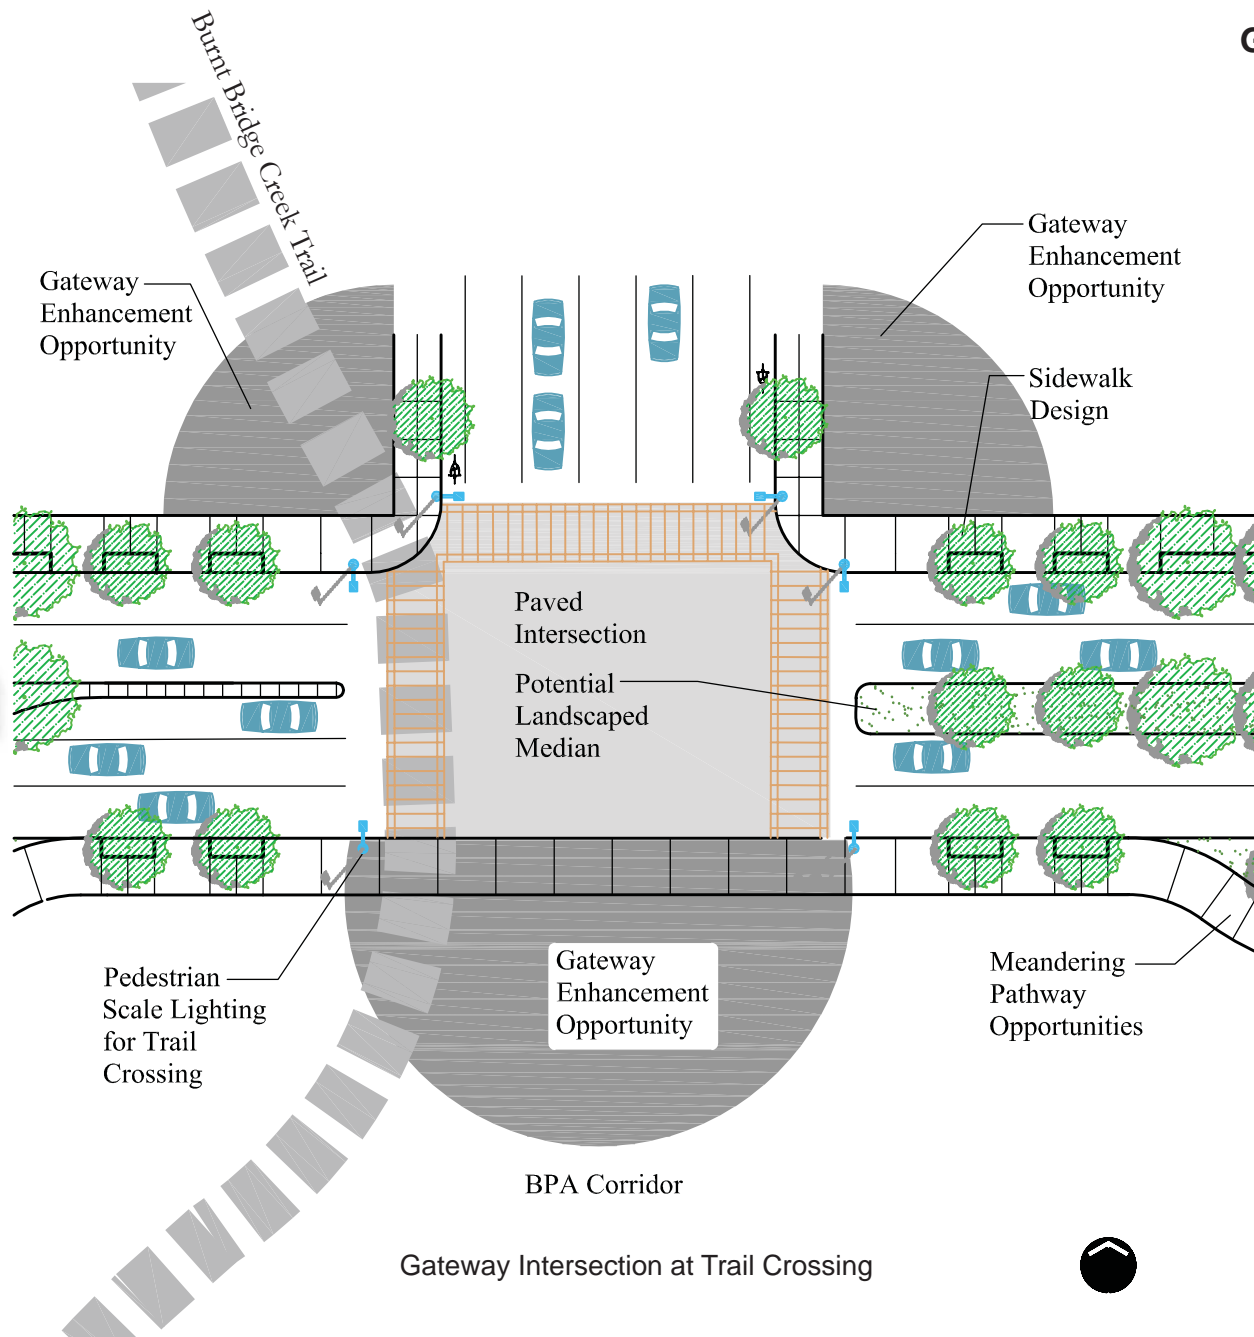 G
Burnt Bridge Creek Trail
Gateway
Enhancement
Opportunity
Gateway
Enhancement
Opportunity
Sidewalk
Design
Paved
Intersection
Potential
Landscaped
Median
Gateway
Enhancement
Opportunity
Pedestrian
Scale Lighting
for Trail
Crossing
Meandering
Pathway
Opportunities
BPA Corridor
Gateway Intersection at Trail Crossing